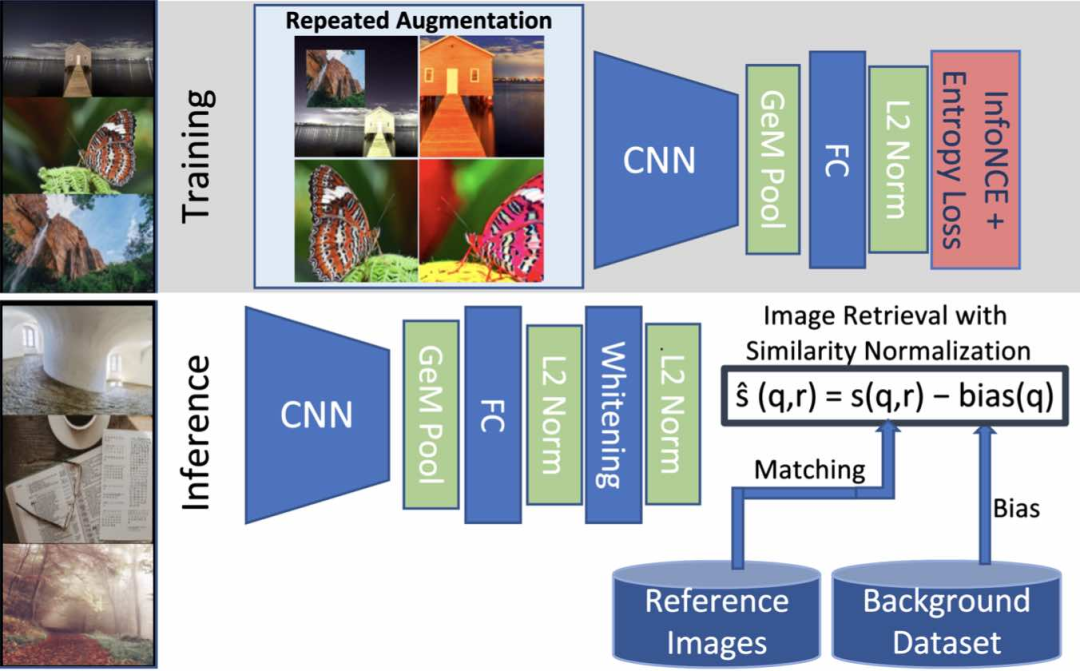 Training
Repeated Augmentation
CNN
GeM Pool
FC
L2 Norm
InfoNCE +
Entropy Loss
Inference
CNN
GeM Pool
FC
L2 Norm
Whitening
L2 Norm
Image Retrieval with
Similarity Normalization
ŝ (q,r) = s(q,r) – bias(q)
Matching
Bias
Reference
Images
Background
Dataset